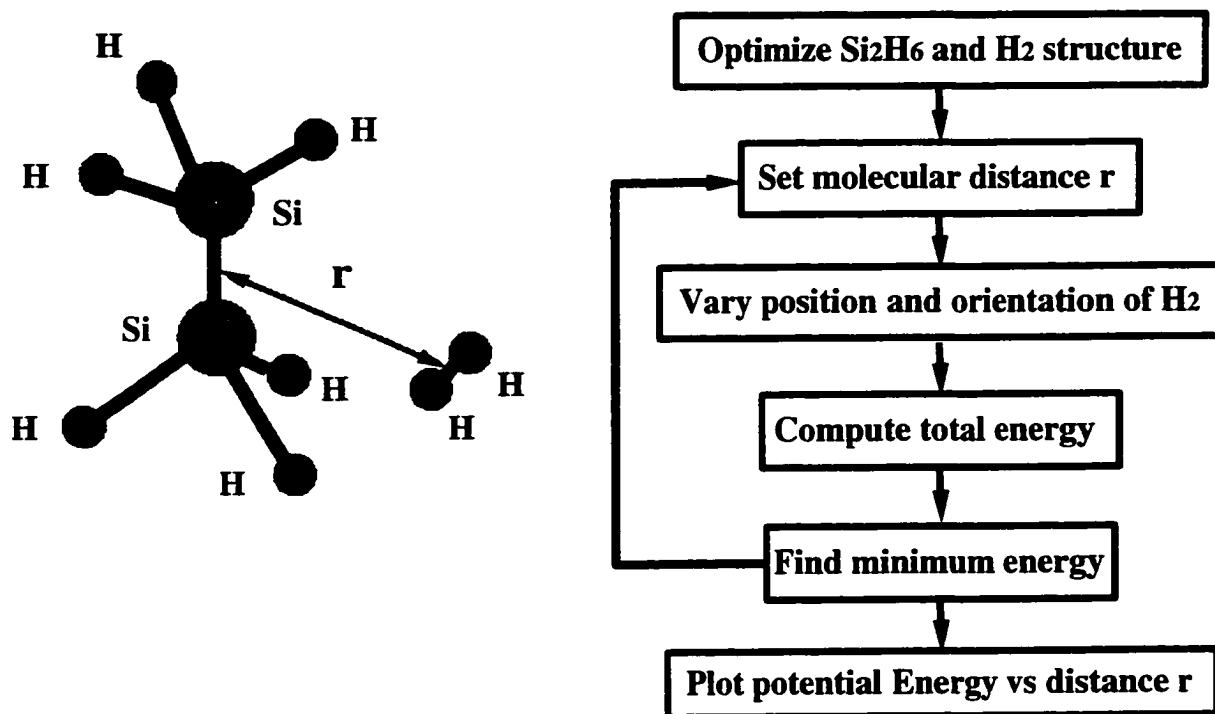 H
H
H
Si
r
Si
H
H
H
H
H
Optimize Si2H6 and H2 structure
Set molecular distance r
Vary position and orientation of H2
Compute total energy
Find minimum energy
Plot potential Energy vs distance r